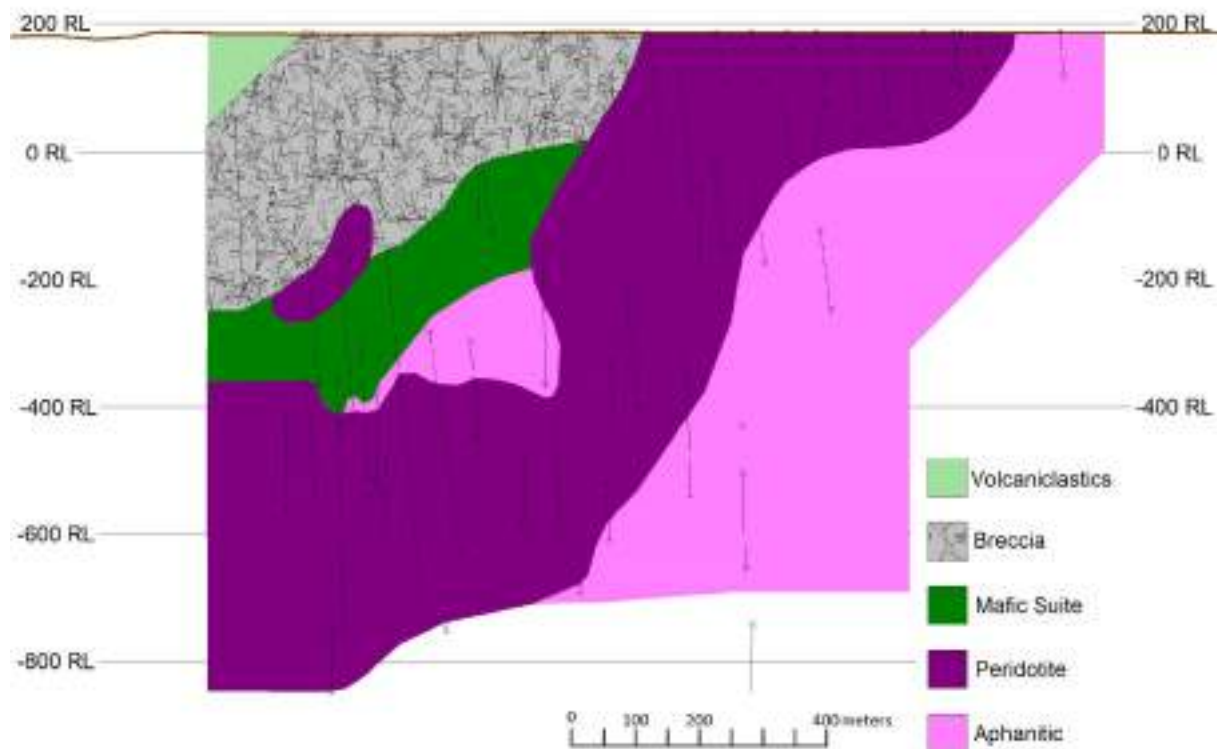 200 RL
200 RL
0 RL
0 RL
-200 RL
-200 RL
-400 RL
-400 RL
Volcaniclastics
-600 RL
Breccia
Mafic Suite
-800 RL
Peridotite
0 100 200 400 meters
Aphanitic